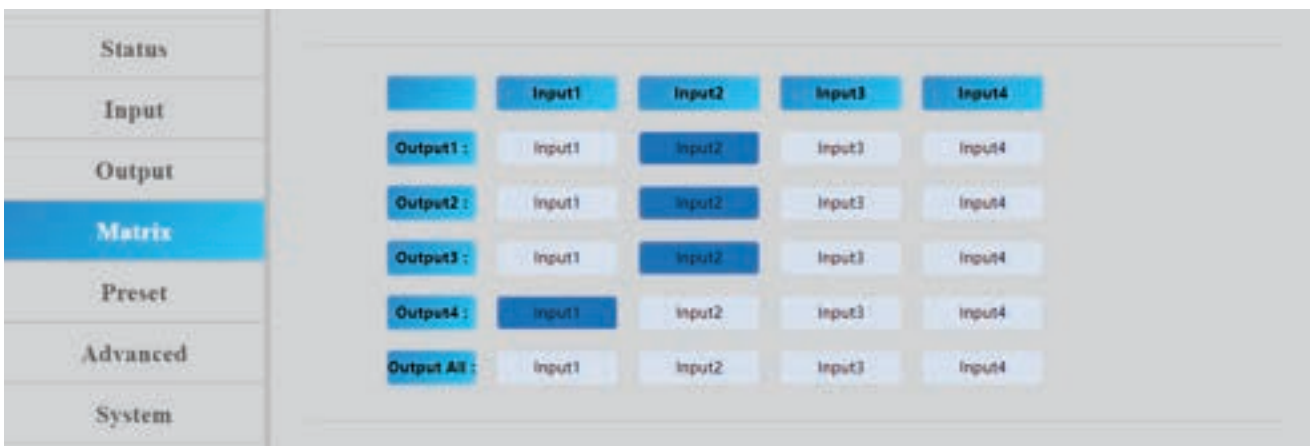 Status
Input
Output
Matrix
Preset
Advanced
System
Input1 Input2 Input3 Input4
Output1 : Input1 Input2 Input3 Input4
Output2 : Input1 Input2 Input3 Input4
Output3 : Input1 Input2 Input3 Input4
Output4 : Input1 Input2 Input3 Input4
Output All : Input1 Input2 Input3 Input4